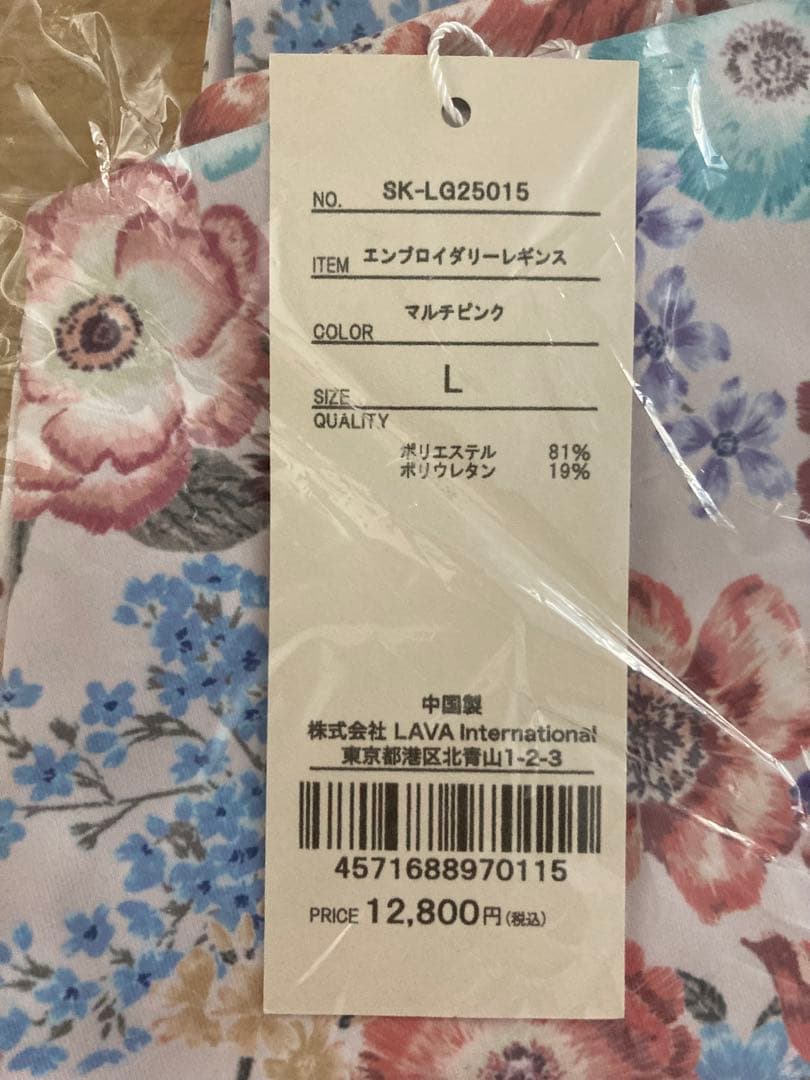 NO. SK-LG25015
ITEM エンブロイダリーレギンス
COLOR マルチピンク
SIZE L
QUALITY
ポリエステル 81%
ポリウレタン 19%
中国製
株式会社 LAVA International
東京都港区北青山1-2-3
4571688970115
PRICE 12,800円(税込)